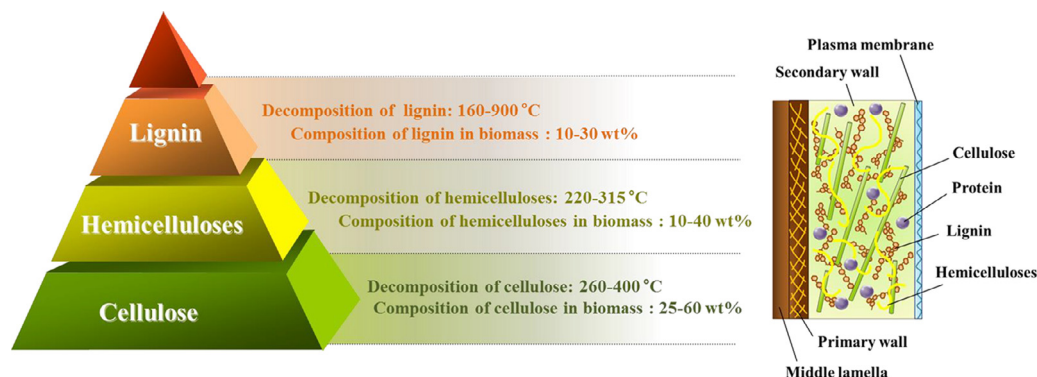 Lignin
Decomposition of lignin: 160-900 °C
Composition of lignin in biomass : 10-30 wt%
Hemicelluloses
Decomposition of hemicelluloses: 220-315 °C
Composition of hemicelluloses in biomass : 10-40 wt%
Cellulose
Decomposition of cellulose: 260-400 °C
Composition of cellulose in biomass : 25-60 wt%
Plasma membrane
Secondary wall
Cellulose
Protein
Lignin
Hemicelluloses
Primary wall
Middle lamella